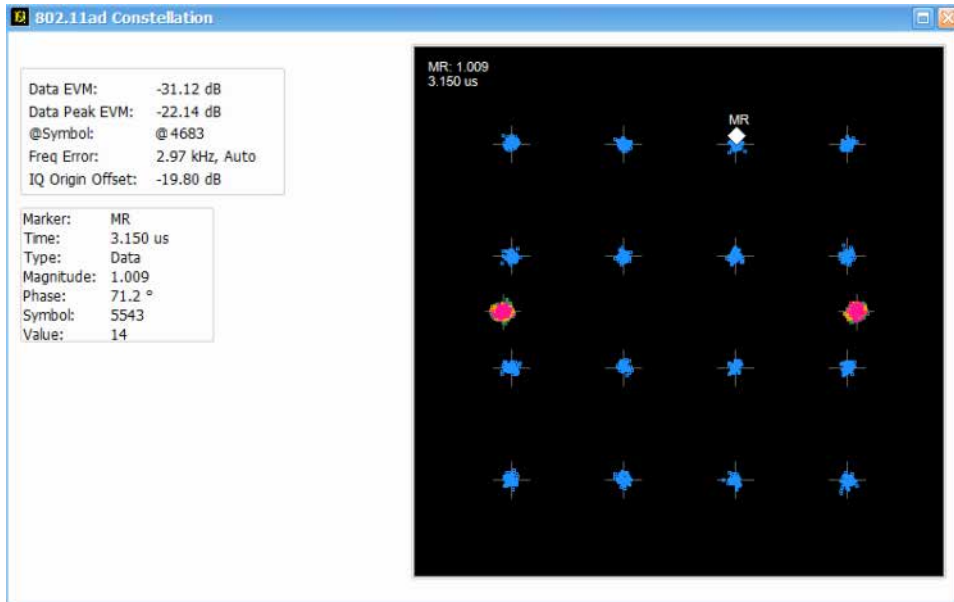 802.11ad Constellation
Data EVM: -31.12 dB
Data Peak EVM: -22.14 dB
@Symbol: @4683
Freq Error: 2.97 kHz, Auto
IQ Origin Offset: -19.80 dB
Marker: MR
Time: 3.150 us
Type: Data
Magnitude: 1.009
Phase: 71.2 °
Symbol: 5543
Value: 14
MR: 1.009
3.150 us
MR